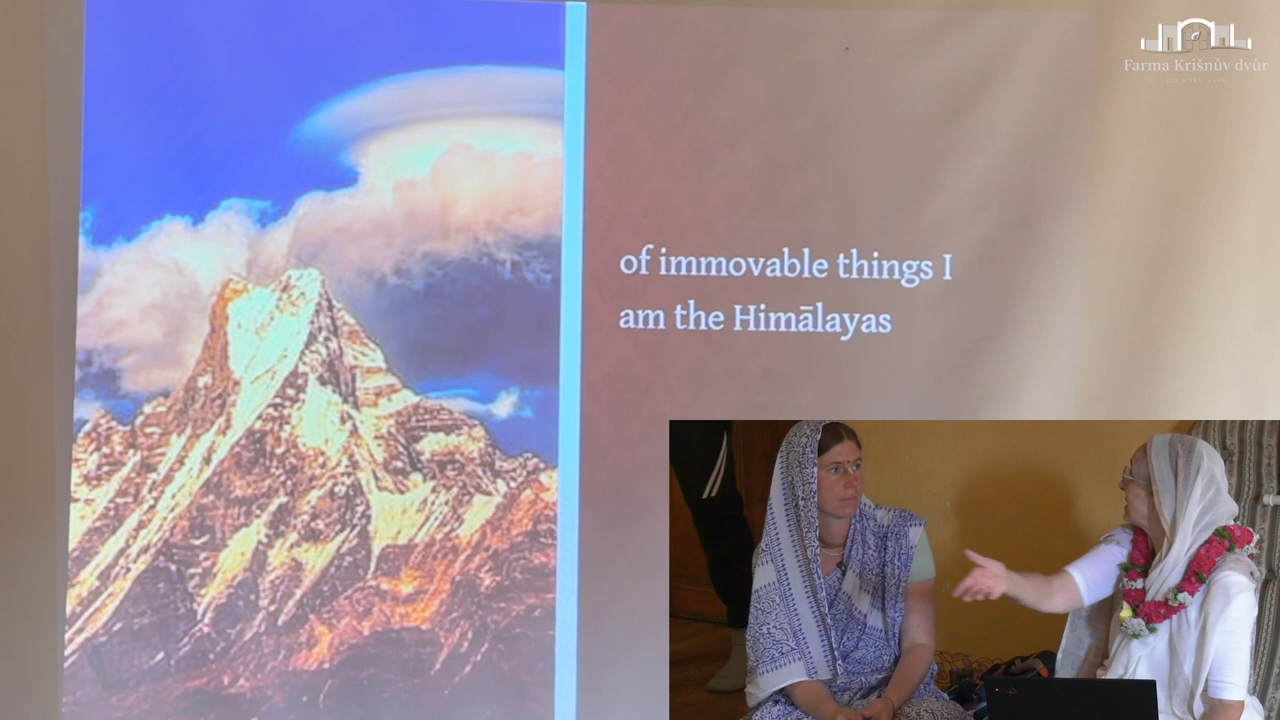 Farma Krišnův dvůr
of immovable things I
am the Himālayas